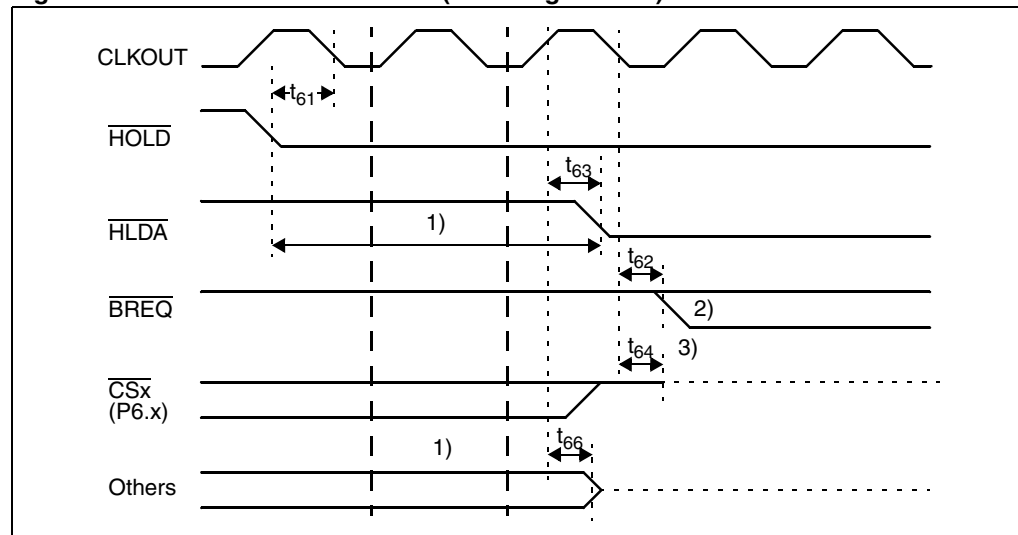 CLKOUT
t61
HOLD
t63
HLDA
1)
t62
BREQ
2)
t64
3)
CSx
(P6.x)
1)
t66
Others